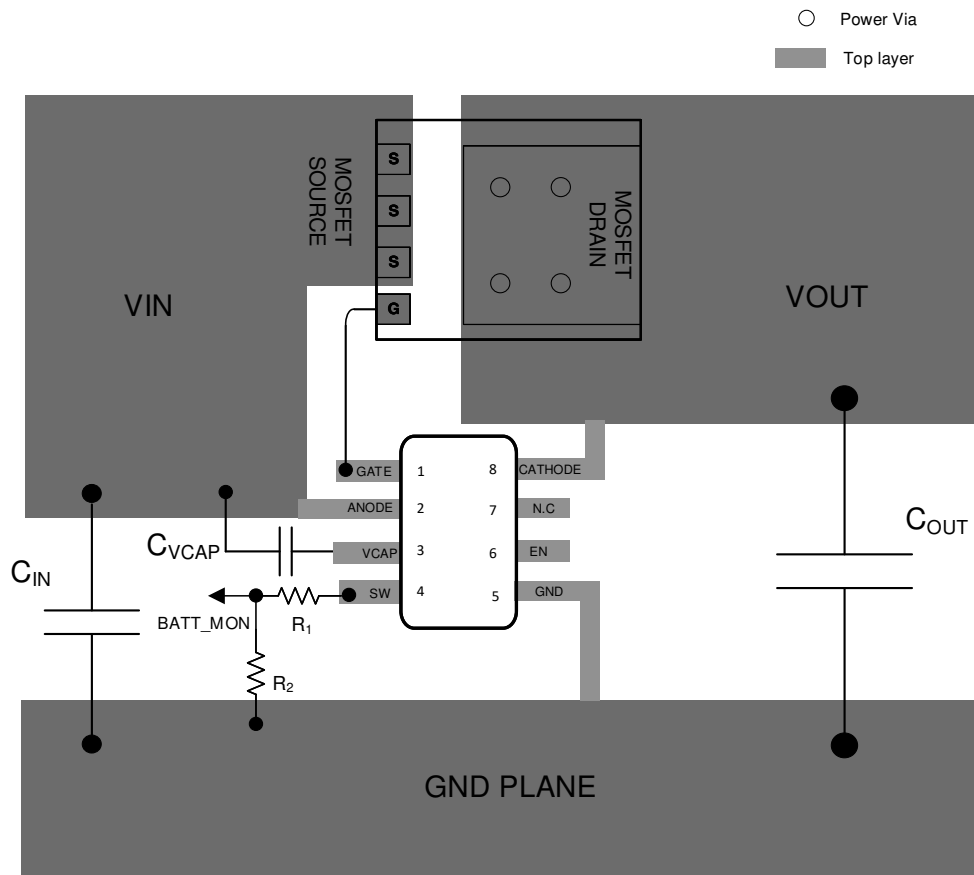 Power Via
Top layer
S
S
S
G
MOSFET
SOURCE
MOSFET
DRAIN
VIN
VOUT
GATE 1
8 CATHODE
ANODE 2
7 N.C
VCAP 3
6 EN
SW 4
5 GND
CVCAP
CIN
COUT
BATT_MON
R1
R2
GND PLANE